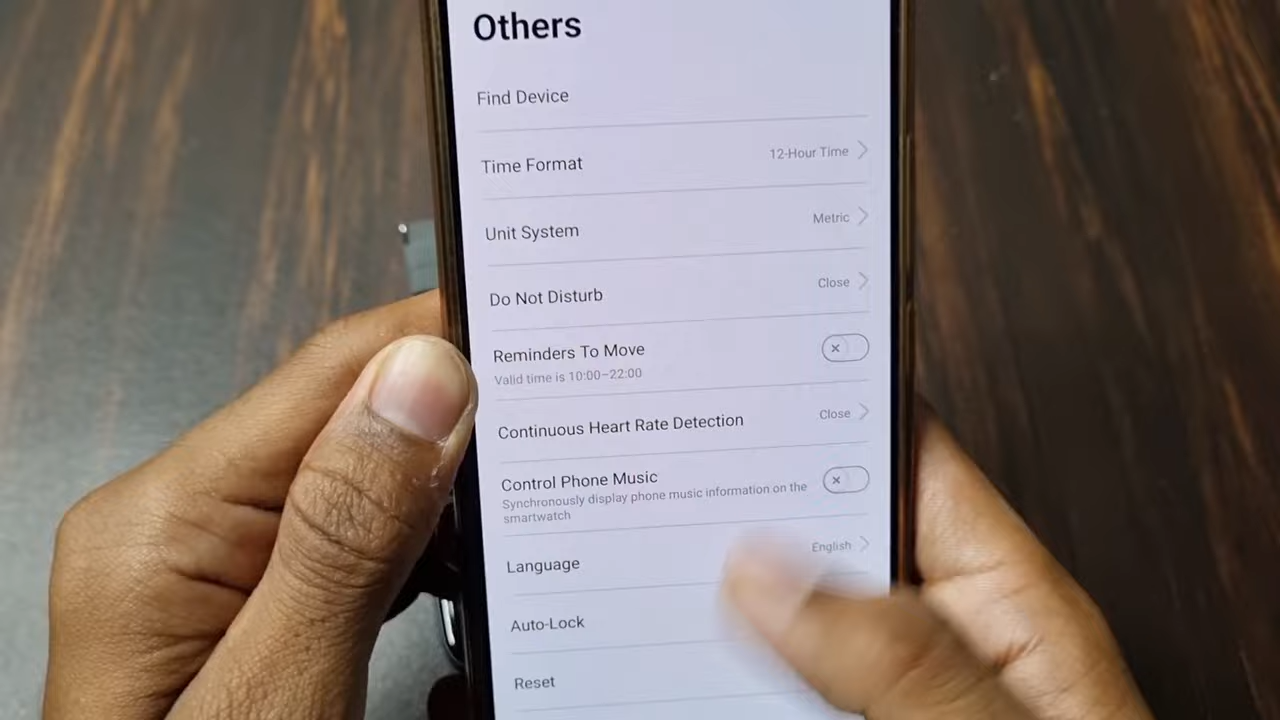 Others
Find Device
Time Format 12-Hour Time
Unit System Metric
Do Not Disturb Close
Reminders To Move
Valid time is 10:00-22:00
Continuous Heart Rate Detection Close
Control Phone Music
Synchronously display phone music information on the
smartwatch
Language English
Auto-Lock
Reset